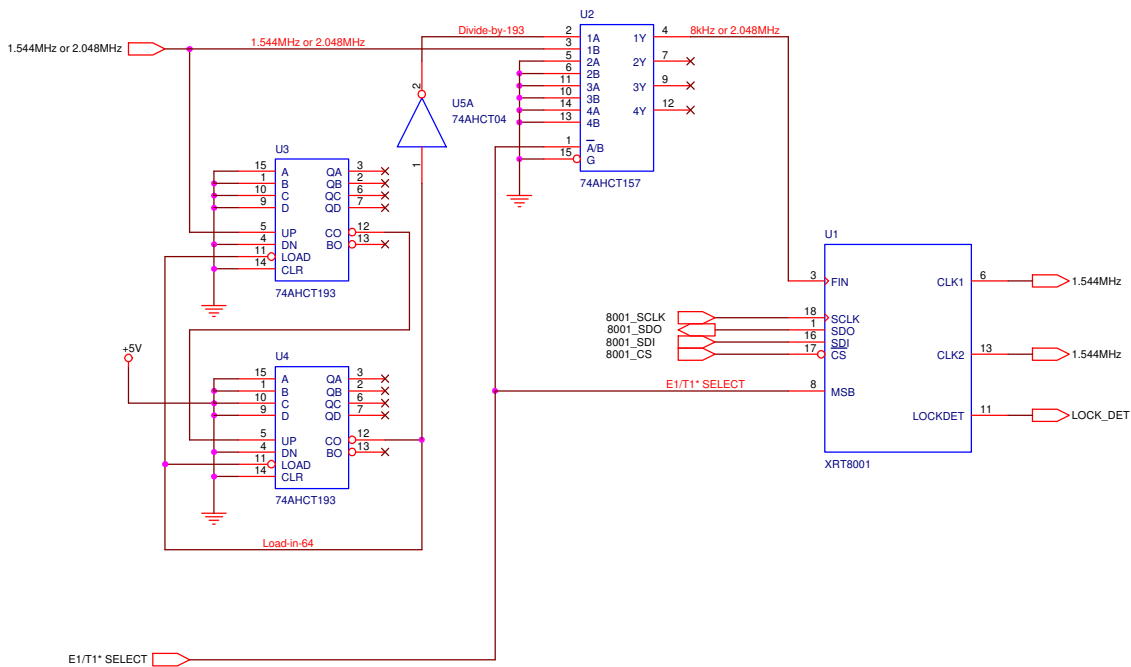 U2
Divide-by-193
2 1A 1Y 4 8kHz or 2.048MHz
1.544MHz or 2.048MHz
1.544MHz or 2.048MHz
3 1B
5 2A 2Y 7
6 2B
11 3A 3Y 9
10 3B
14 4A 4Y 12
13 4B
1 A/B
15 G
74AHCT157
2
U5A
74AHCT04
1
U3
15 A QA 3
1 B QB 2
10 C QC 6
9 D QD 7
5 UP CO 12
4 DN BO 13
11 LOAD
14 CLR
74AHCT193
U1
3 FIN CLK1 6 1.544MHz
8001_SCLK 18 SCLK
8001_SDO 1 SDO
8001_SDI 16 SDI
8001_CS 17 CS
CLK2 13 1.544MHz
E1/T1* SELECT 8 MSB
LOCKDET 11 LOCK_DET
XRT8001
+5V
U4
15 A QA 3
1 B QB 2
10 C QC 6
9 D QD 7
5 UP CO 12
4 DN BO 13
11 LOAD
14 CLR
74AHCT193
Load-in-64
E1/T1* SELECT